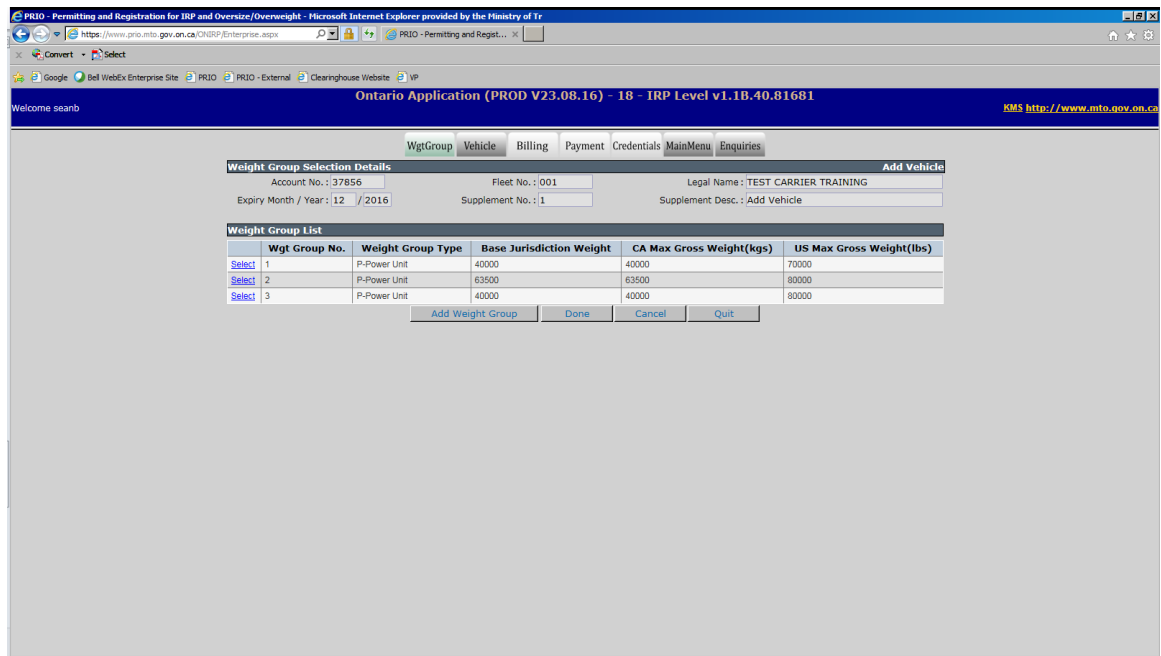 PRIO - Permitting and Registration for IRP and Oversize/Overweight - Microsoft Internet Explorer provided by the Ministry of Tr
https://www.prio.mto.gov.on.ca/ONIRP/Enterprise.aspx PRIO - Permitting and Regist... ×
× Convert Select
Google Bell WebEx Enterprise Site PRIO PRIO - External Clearinghouse Website VP
Ontario Application (PROD V23.08.16) - 18 - IRP Level v1.1B.40.81681
Welcome seanb KMS http://www.mto.gov.on.ca
WgtGroup Vehicle Billing Payment Credentials MainMenu Enquiries
Weight Group Selection Details Add Vehicle
Account No. : 37856 Fleet No. : 001 Legal Name : TEST CARRIER TRAINING
Expiry Month / Year : 12 / 2016 Supplement No. : 1 Supplement Desc. : Add Vehicle
Weight Group List
Wgt Group No. Weight Group Type Base Jurisdiction Weight CA Max Gross Weight(kgs) US Max Gross Weight(lbs)
Select 1 P-Power Unit 40000 40000 70000
Select 2 P-Power Unit 63500 63500 80000
Select 3 P-Power Unit 40000 40000 80000
Add Weight Group Done Cancel Quit